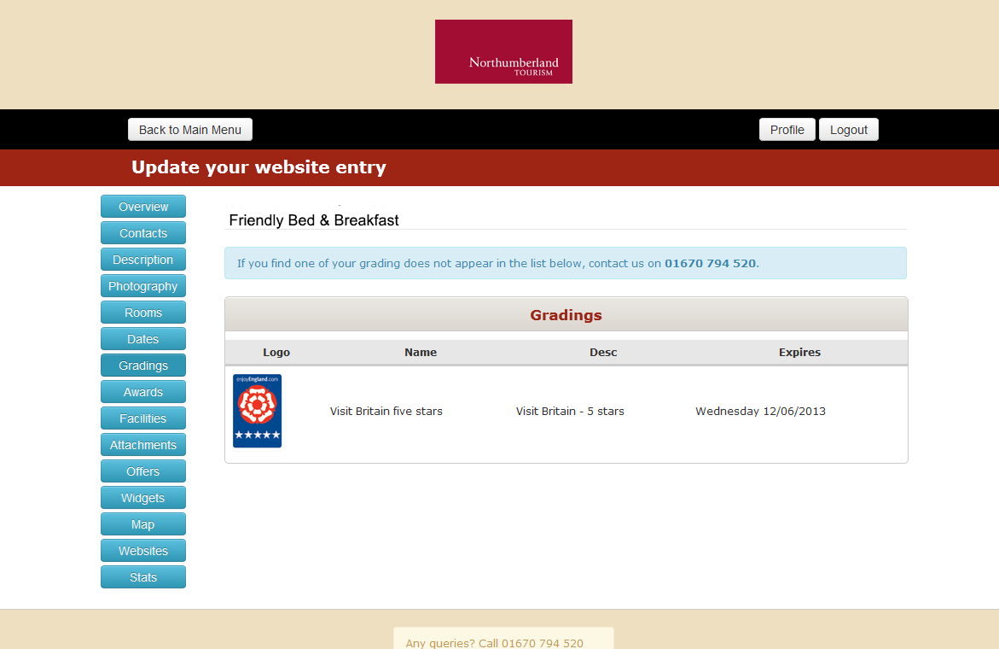 Northumberland
TOURISM
Back to Main Menu
Profile
Logout
Update your website entry
Overview
Contacts
Description
Photography
Rooms
Dates
Gradings
Awards
Facilities
Attachments
Offers
Widgets
Map
Websites
Stats
Friendly Bed & Breakfast
If you find one of your grading does not appear in the list below, contact us on 01670 794 520.
Gradings
Logo Name Desc Expires
enjoyEngland.com
Visit Britain five stars Visit Britain - 5 stars Wednesday 12/06/2013
Any queries? Call 01670 794 520